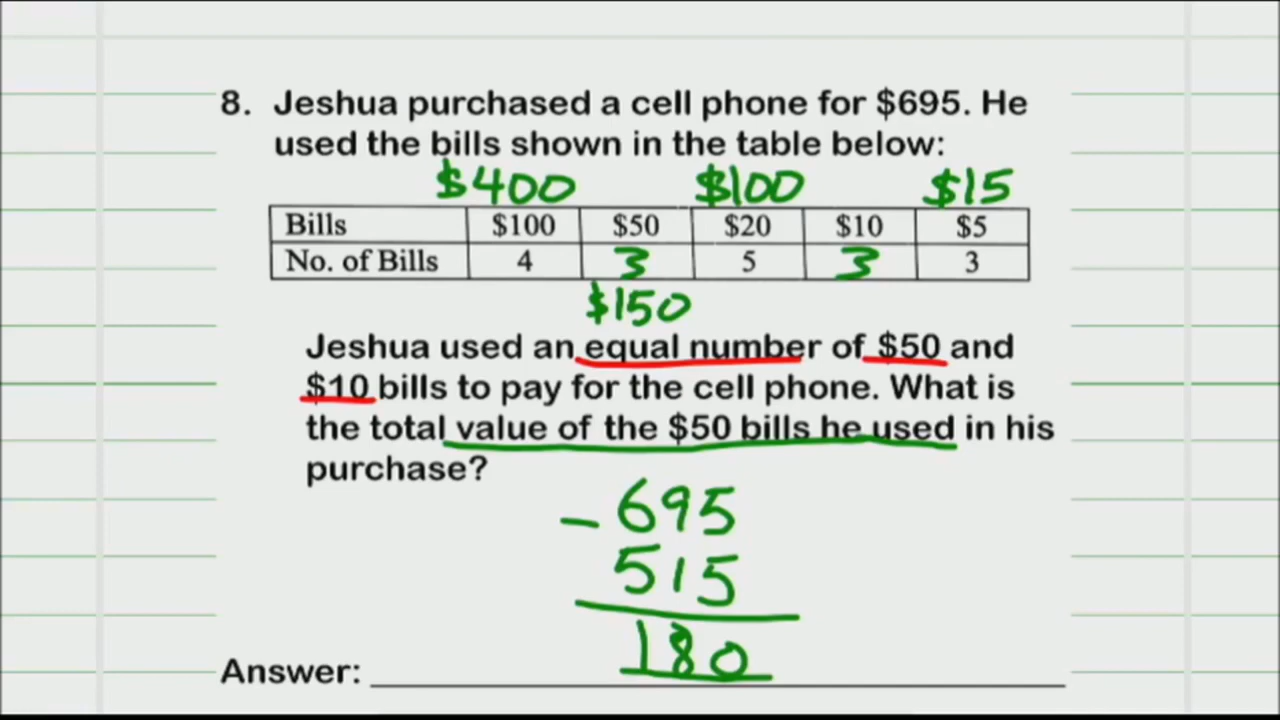 8. Jeshua purchased a cell phone for $695. He
used the bills shown in the table below:
$400 $100 $15
Bills $100 $50 $20 $10 $5
No. of Bills 4 3 5 3 3
$150
Jeshua used an equal number of $50 and
$10 bills to pay for the cell phone. What is
the total value of the $50 bills he used in his
purchase?
- 695
515
180
Answer: